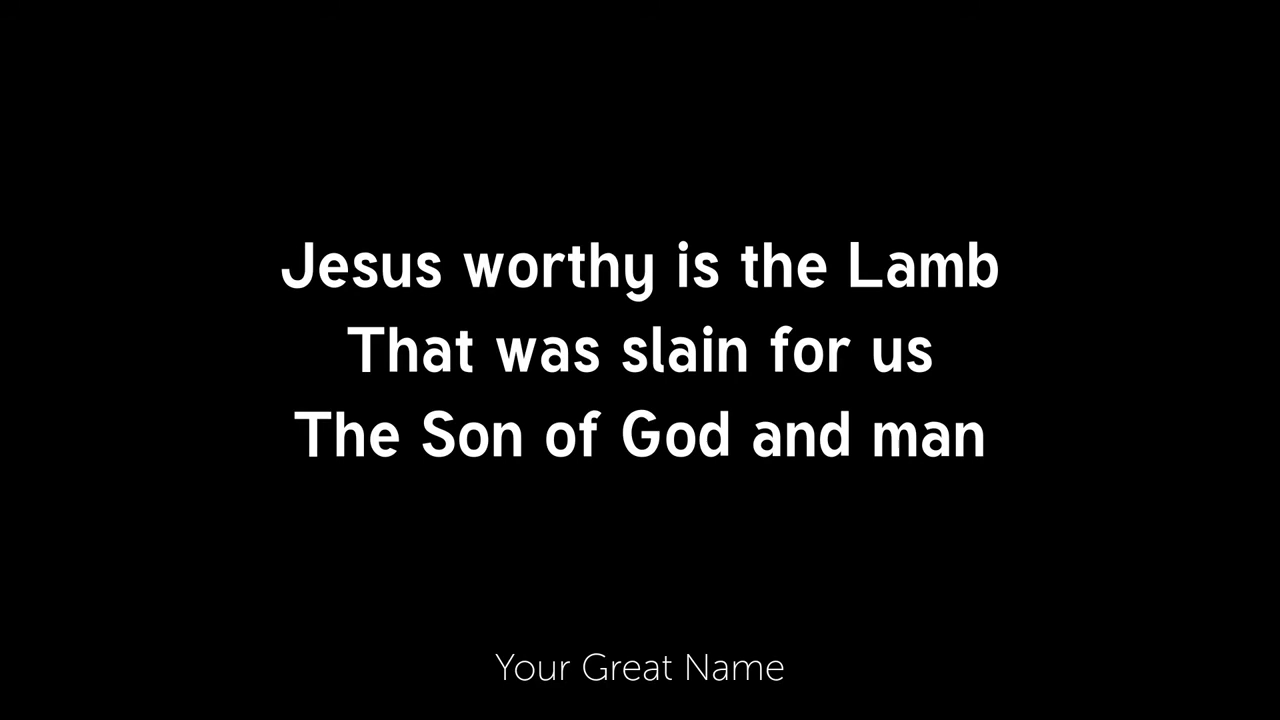 Jesus worthy is the Lamb
That was slain for us
The Son of God and man
Your Great Name